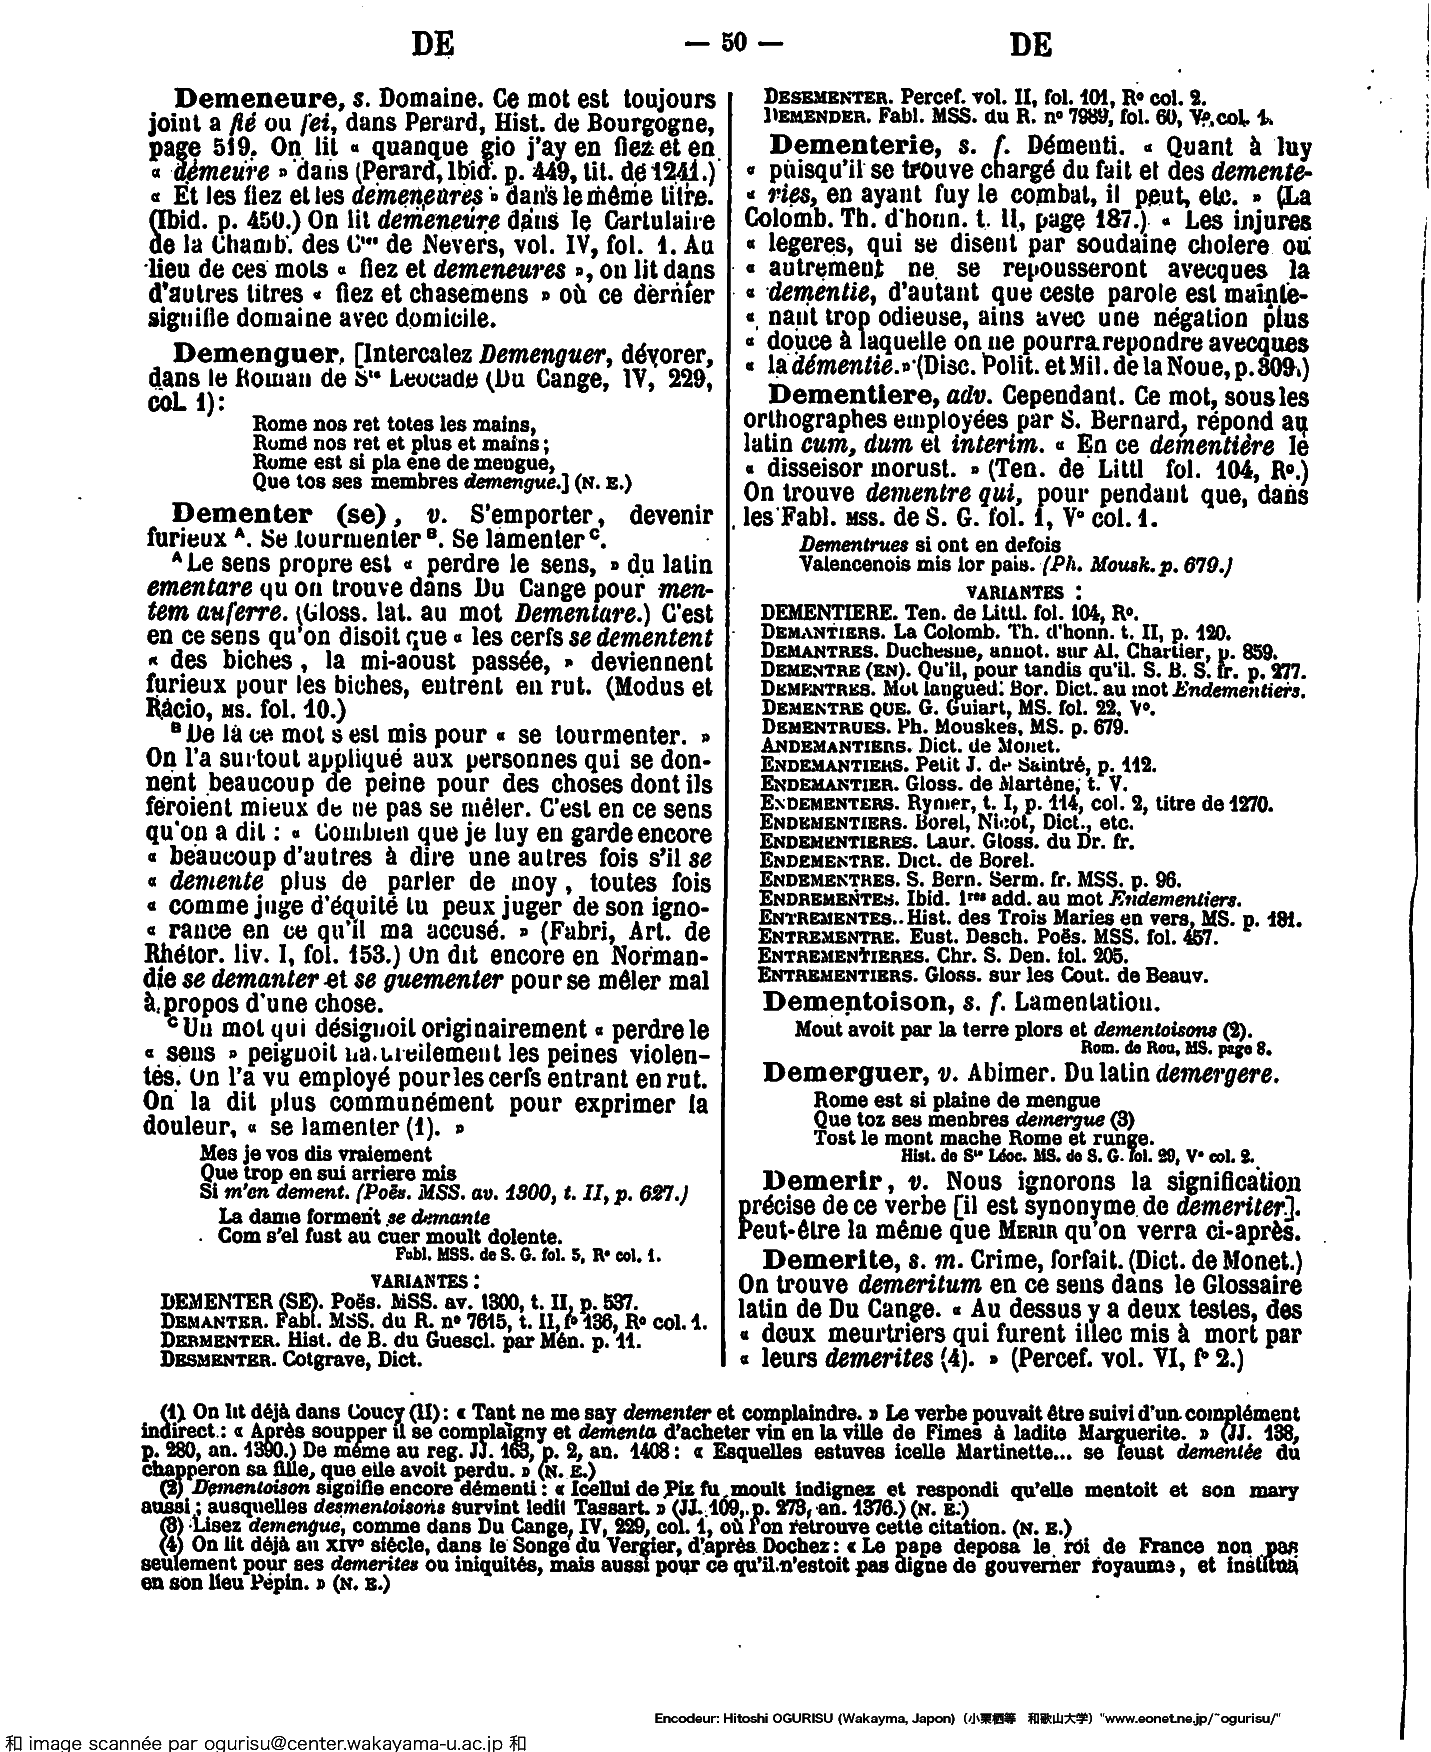 DE — 50 — DE
Demeneure, s. Domaine. Ce mot est toujours
joint a fié ou fei, dans Perard, Hist. de Bourgogne,
page 519. On lit « quanque gio j'ay en fiez et en
« demeure » dans (Perard, Ibid. p. 449, tit. de 1241.)
« Et les fiez et les demeneures » dans le même titre.
(Ibid. p. 450.) On lit demeneure dans le Cartulaire
de la Chamb. des Ctes de Nevers, vol. IV, fol. 1. Au
lieu de ces mots « fiez et demeneures », on lit dans
d'autres titres « fiez et chasemens » où ce dernier
signifie domaine avec domicile.
Demenguer, [Intercalez Demenguer, dévorer,
dans le Roman de Ste Leocade (Du Cange, IV, 229,
col. 1):
Rome nos ret totes les mains,
Rome nos ret et plus et mains;
Rome est si pla ene de mengue,
Que tos ses membres demengue.] (N. E.)
Dementer (se), v. S'emporter, devenir
furieux A. Se tourmenter B. Se lamenter C.
A Le sens propre est « perdre le sens, » du latin
ementare qu on trouve dans Du Cange pour men-
tem auferre. (Gloss. lat. au mot Dementare.) C'est
en ce sens qu'on disoit que « les cerfs se dementent
« des biches, la mi-aoust passée, » deviennent
furieux pour les biches, entrent en rut. (Modus et
Racio, MS. fol. 10.)
B De là ce mot s est mis pour « se tourmenter. »
On l'a surtout appliqué aux personnes qui se don-
nent beaucoup de peine pour des choses dont ils
feroient mieux de ne pas se mêler. C'est en ce sens
qu'on a dit : « Combien que je luy en garde encore
« beaucoup d'autres à dire une autres fois s'il se
« demente plus de parler de moy, toutes fois
« comme juge d'équité tu peux juger de son igno-
« rance en ce qu'il ma accusé. » (Fabri, Art. de
Rhétor. liv. I, fol. 153.) On dit encore en Norman-
die se demanter et se guementer pour se mêler mal
à propos d'une chose.
C Un mot qui désignoit originairement « perdre le
« sens » peignoit naturellement les peines violen-
tes. On l'a vu employé pour les cerfs entrant en rut.
On la dit plus communément pour exprimer la
douleur, « se lamenter (1). »
Mes je vos dis vraiement
Que trop en sui arriere mis
Si m'en dement. (Poës. MSS. av. 1300, t. II, p. 627.)
La dame forment se demante
Com s'el fust au cuer moult dolente.
Fabl. MSS. de S. G. fol. 5, Ro col. 1.
VARIANTES :
DEMENTER (SE). Poës. MSS. av. 1300, t. II, p. 537.
DEMANTER. Fabl. MSS. du R. no 7615, t. II, fo 136, Ro col. 1.
DERMENTER. Hist. de B. du Guescl. par Mén. p. 11.
DESMENTER. Cotgrave, Dict.
DESEMENTER. Percef. vol. II, fol. 101, Ro col. 2.
DEMENDER. Fabl. MSS. du R. no 7989, fol. 60, Vo col. 1.
Dementerie, s. f. Démenti. « Quant à luy
« puisqu'il se trouve chargé du fait et des demente-
« ries, en ayant fuy le combat, il peut, etc. » (La
Colomb. Th. d'honn. t. II, page 187.) « Les injures
« legeres, qui se disent par soudaine cholere ou
« autrement ne se repousseront avecques la
« dementie, d'autant que ceste parole est mainte-
« nant trop odieuse, ains avec une négation plus
« douce à laquelle on ne pourra repondre avecques
« la démentie. » (Disc. Polit. et Mil. de la Noue, p. 309.)
Dementiere, adv. Cependant. Ce mot, sous les
orthographes employées par S. Bernard, répond au
latin cum, dum et interim. « En ce dementière le
« disseisor morust. » (Ten. de Littl fol. 104, Ro.)
On trouve dementre qui, pour pendant que, dans
les Fabl. MSS. de S. G. fol. 1, Vo col. 1.
Dementrues si ont en defois
Valencenois mis lor pais. (Ph. Mousk. p. 679.)
VARIANTES :
DEMENTIERE. Ten. de Littl. fol. 104, Ro.
DEMANTIERS. La Colomb. Th. d'honn. t. II, p. 120.
DEMANTRES. Duchesne, annot. sur Al. Chartier, p. 859.
DEMENTRE (EN). Qu'il, pour tandis qu'il. S. B. S. fr. p. 277.
DEMENTRES. Mot langued. Bor. Dict. au mot Endementiers.
DEMENTRE QUE. G. Guiart, MS. fol. 22, Vo.
DEMENTRUES. Ph. Mouskes, MS. p. 679.
ANDEMANTIERS. Dict. de Monet.
ENDEMANTIERS. Petit J. de Saintré, p. 112.
ENDEMANTIER. Gloss. de Martène, t. V.
ENDEMENTERS. Rymer, t. I, p. 114, col. 2, titre de 1270.
ENDEMENTIERS. Borel, Nicot, Dict., etc.
ENDEMENTIERES. Laur. Gloss. du Dr. fr.
ENDEMENTRE. Dict. de Borel.
ENDEMENTRES. S. Bern. Serm. fr. MSS. p. 96.
ENDREMENTES. Ibid. 1res add. au mot Endementiers.
ENTREMENTES. Hist. des Trois Maries en vers, MS. p. 181.
ENTREMENTRE. Eust. Desch. Poës. MSS. fol. 457.
ENTREMENTIERES. Chr. S. Den. fol. 205.
ENTREMENTIERS. Gloss. sur les Cout. de Beauv.
Dementoison, s. f. Lamentation.
Mout avoit par la terre plors et dementoisons (2).
Rom. de Rou, MS. page 8.
Demerguer, v. Abimer. Du latin demergere.
Rome est si plaine de mengue
Que toz ses menbres demergue (3)
Tost le mont mache Rome et runge.
Hist. de Ste Léoc. MS. de S. G. fol. 29, Vo col. 2.
Demerir, v. Nous ignorons la signification
précise de ce verbe [il est synonyme de demeriter].
Peut-être la même que MERIR qu'on verra ci-après.
Demerite, s. m. Crime, forfait. (Dict. de Monet.)
On trouve demeritum en ce sens dans le Glossaire
latin de Du Cange. « Au dessus y a deux testes, des
« deux meurtriers qui furent illec mis à mort par
« leurs demerites (4). » (Percef. vol. VI, fo 2.)
(1) On lit déjà dans Coucy (II) : « Tant ne me say dementer et complaindre. » Le verbe pouvait être suivi d'un complément
indirect : « Après soupper il se complaigny et dementa d'acheter vin en la ville de Fimes à ladite Marguerite. » (JJ. 138,
p. 280, an. 1390.) De même au reg. JJ. 163, p. 2, an. 1408 : « Esquelles estuves icelle Martinette... se feust dementée du
chapperon sa fille, que elle avoit perdu. » (N. E.)
(2) Dementoison signifie encore démenti : « Icellui de Pix fu moult indignez et respondi qu'elle mentoit et son mary
aussi ; ausquelles desmentoisons survint ledit Tassart. » (JJ. 109, p. 273, an. 1376.) (N. E.)
(3) Lisez demengue, comme dans Du Cange, IV, 229, col. 1, où l'on retrouve cette citation. (N. E.)
(4) On lit déjà au XIVe siècle, dans le Songe du Vergier, d'après Dochez : « Le pape deposa le roi de France non pas
seulement pour ses demerites ou iniquités, mais aussi pour ce qu'il n'estoit pas digne de gouverner royaume, et institua
en son lieu Pépin. » (N. E.)
Encodeur: Hitoshi OGURISU (Wakayma, Japon) (小栗栖等 和歌山大学) "www.eonet.ne.jp/~ogurisu/"
和 image scannée par ogurisu@center.wakayama-u.ac.jp 和